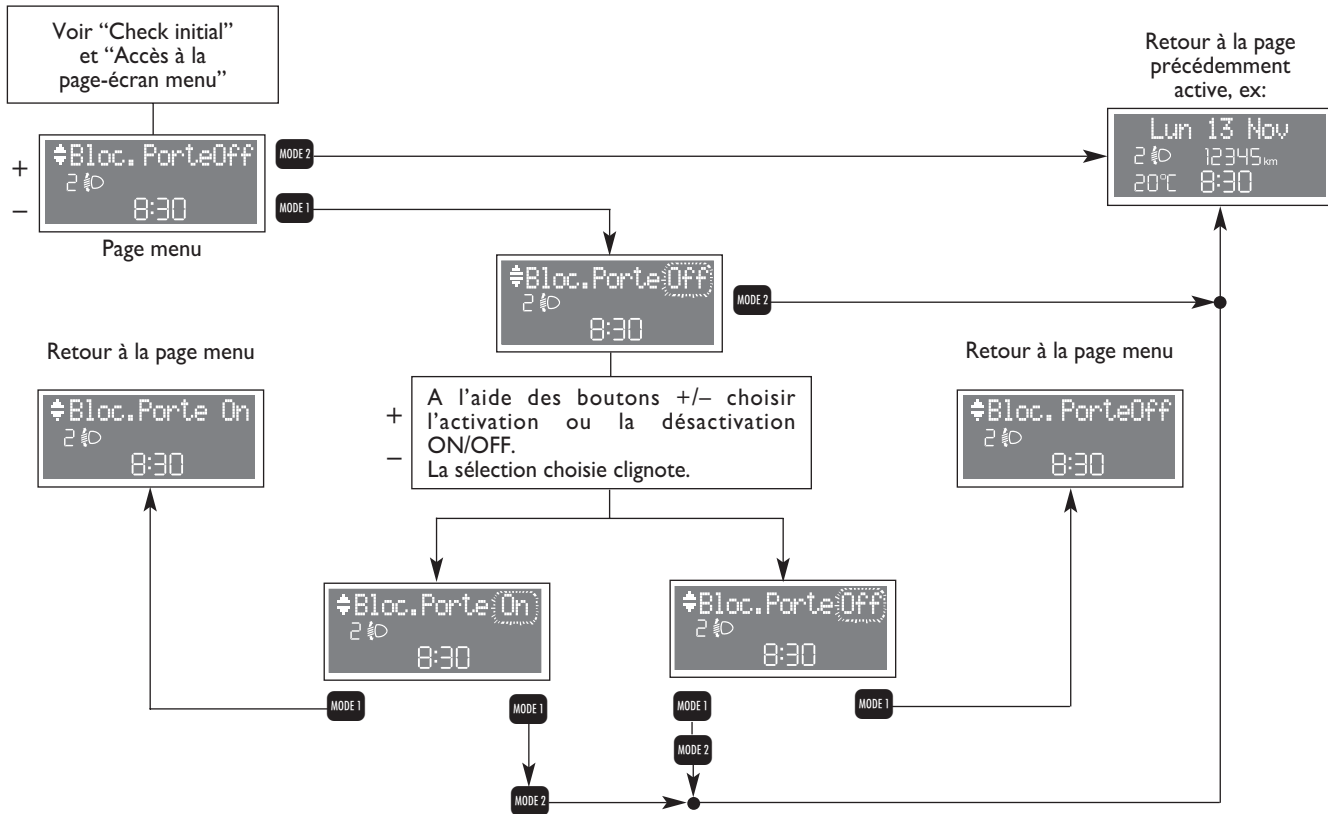 Voir “Check initial”
et “Accès à la
page-écran menu”
Retour à la page
précédemment
active, ex:
+
–
Bloc. PorteOff
2
8:30
MODE 2
MODE 1
Page menu
Lun 13 Nov
2 12345 km
20°C 8:30
Bloc.Porte Off
2
8:30
MODE 2
Retour à la page menu
Bloc.Porte On
2
8:30
+
–
A l’aide des boutons +/– choisir
l’activation ou la désactivation
ON/OFF.
La sélection choisie clignote.
Retour à la page menu
Bloc. PorteOff
2
8:30
Bloc.Porte On
2
8:30
Bloc.Porte Off
2
8:30
MODE 1
MODE 1
MODE 1
MODE 1
MODE 2
MODE 2